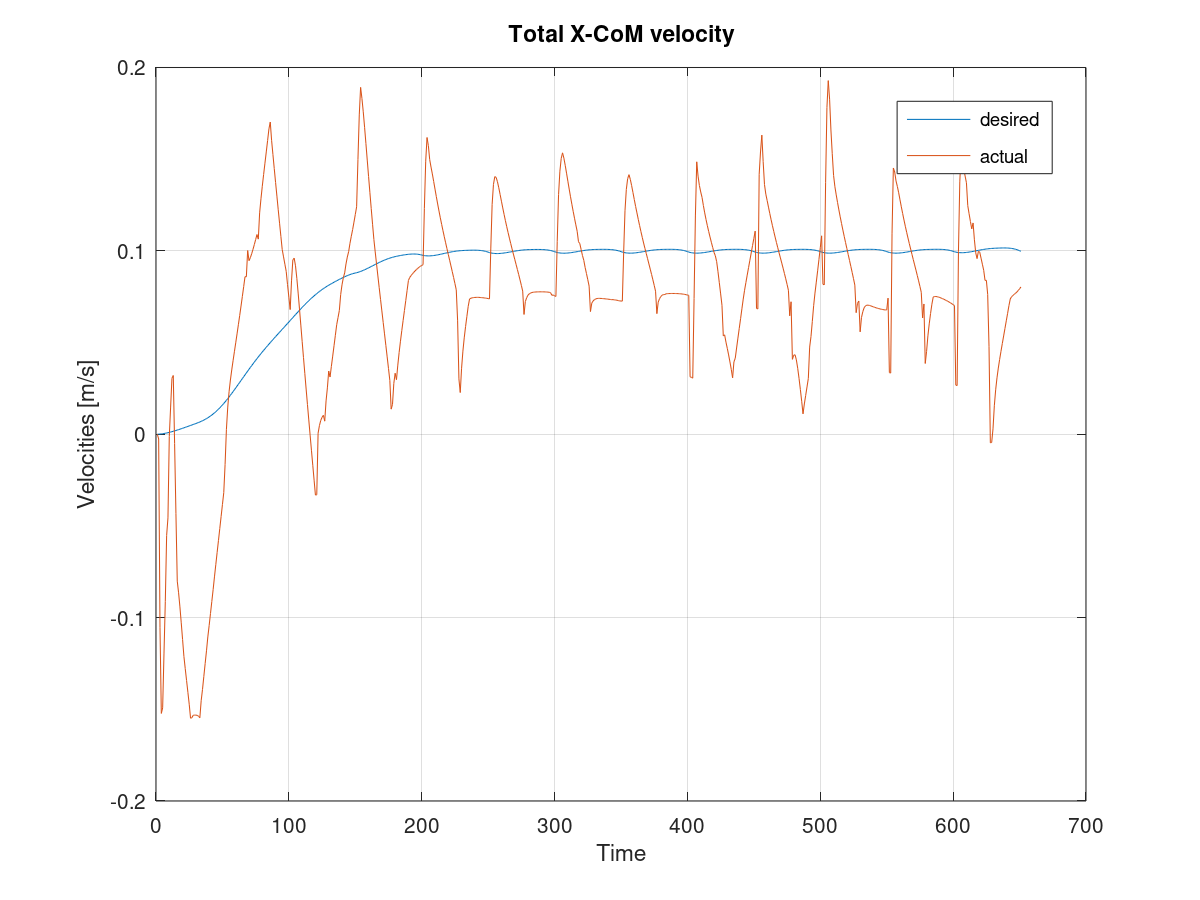 Total X-CoM velocity
0.2
desired
actual
0.1
0
-0.1
-0.2
Velocities [m/s]
0 100 200 300 400 500 600 700
Time